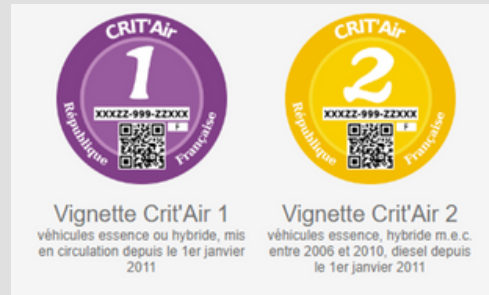 CRIT'Air
1
XXXZZ-999-ZZXXX
F
République Française
Vignette Crit'Air 1
véhicules essence ou hybride, mis
en circulation depuis le 1er janvier
2011
CRIT'Air
2
XXXZZ-999-ZZXXX
F
République Française
Vignette Crit'Air 2
véhicules essence, hybride m.e.c.
entre 2006 et 2010, diesel depuis
le 1er janvier 2011